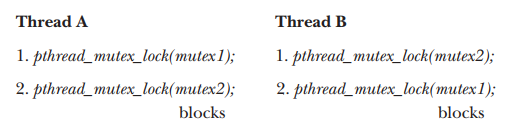 Thread A
1. pthread_mutex_lock(mutex1);
2. pthread_mutex_lock(mutex2);
blocks
Thread B
1. pthread_mutex_lock(mutex2);
2. pthread_mutex_lock(mutex1);
blocks